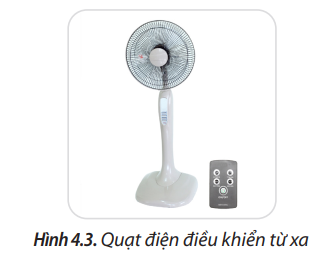 Hình 4.3. Quạt điện điều khiển từ xa